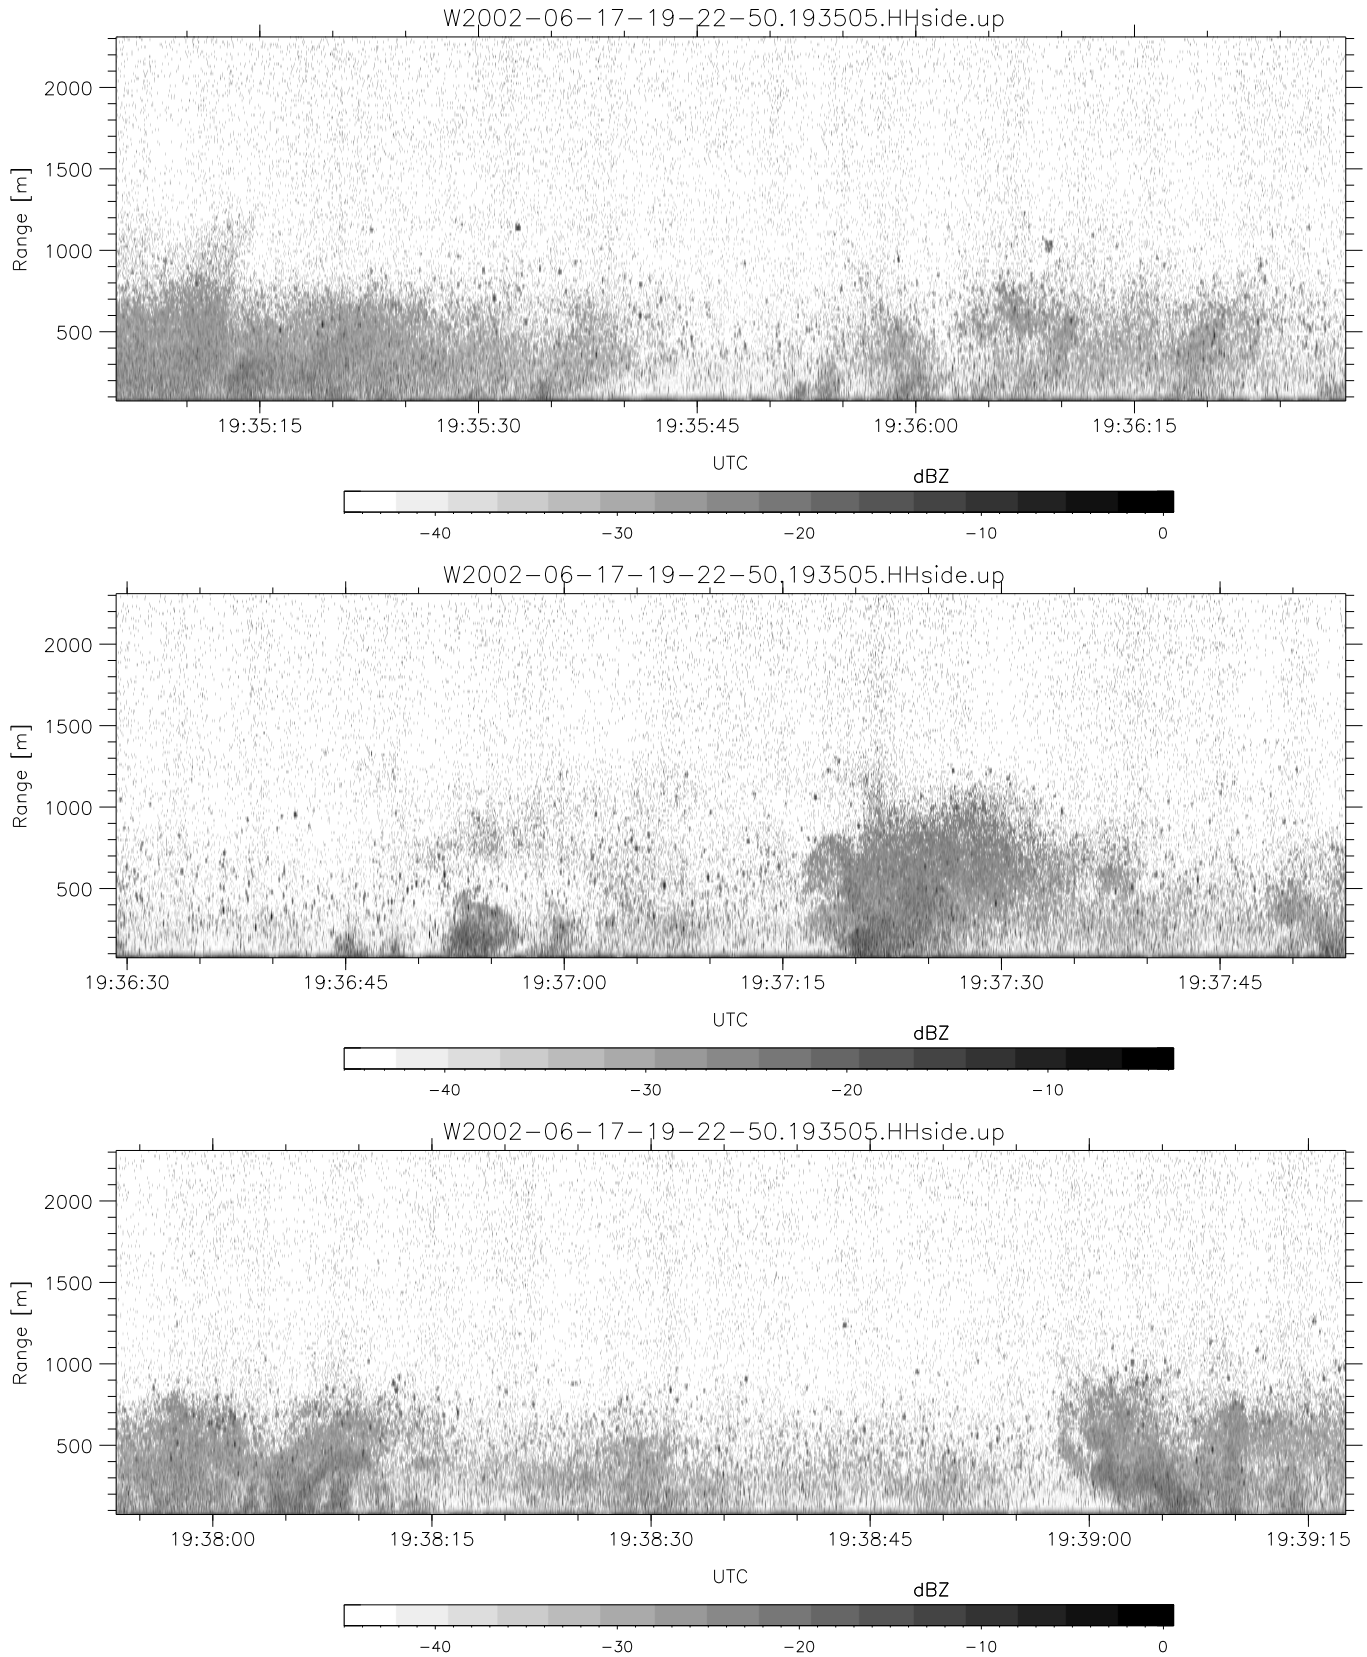 W2002-06-17-19-22-50.193505.HHside.up
2000
1500
1000
500
Range [m]
19:35:15 19:35:30 19:35:45 19:36:00 19:36:15
UTC
dBZ
-40 -30 -20 -10 0
W2002-06-17-19-22-50.193505.HHside.up
2000
1500
1000
500
Range [m]
19:36:30 19:36:45 19:37:00 19:37:15 19:37:30 19:37:45
UTC
dBZ
-40 -30 -20 -10
W2002-06-17-19-22-50.193505.HHside.up
2000
1500
1000
500
Range [m]
19:38:00 19:38:15 19:38:30 19:38:45 19:39:00 19:39:15
UTC
dBZ
-40 -30 -20 -10 0